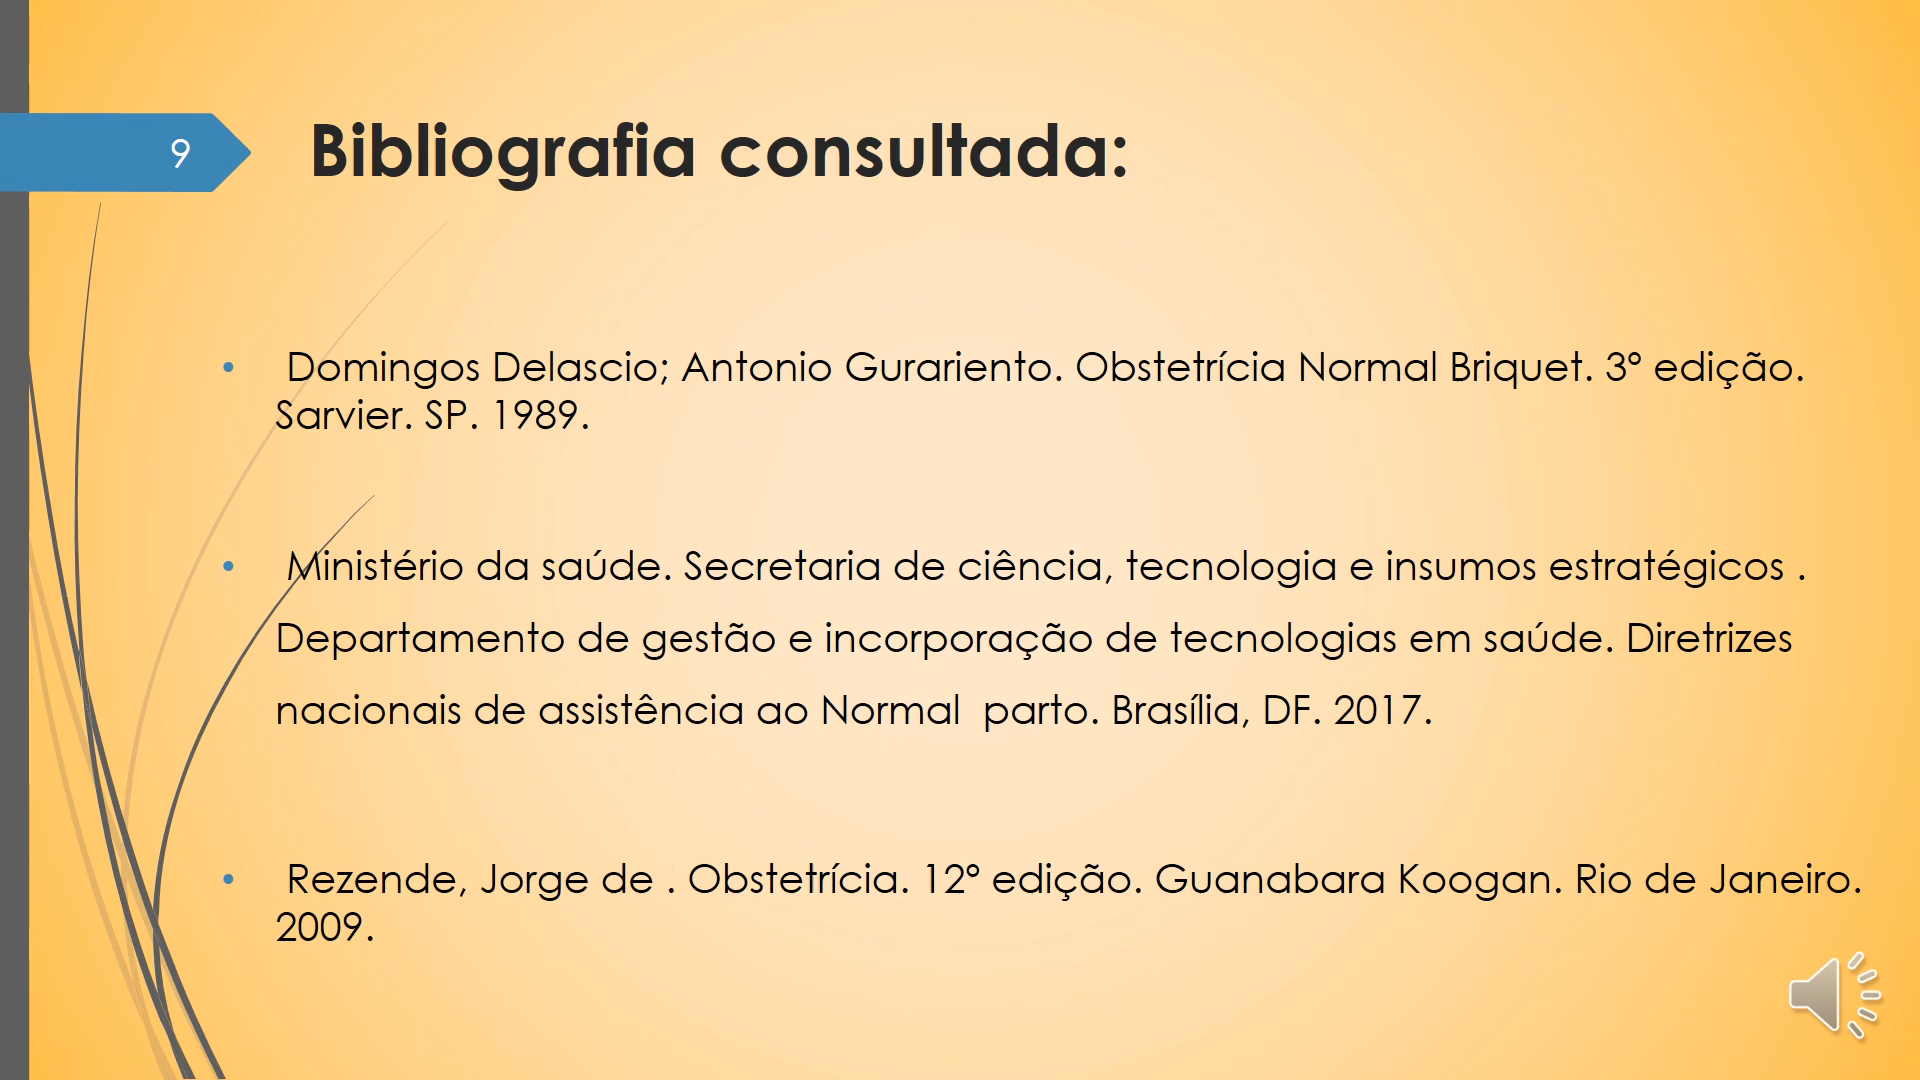 9
Bibliografia consultada:
• Domingos Delascio; Antonio Gurariento. Obstetrícia Normal Briquet. 3º edição.
Sarvier. SP. 1989.
• Ministério da saúde. Secretaria de ciência, tecnologia e insumos estratégicos .
Departamento de gestão e incorporação de tecnologias em saúde. Diretrizes
nacionais de assistência ao Normal  parto. Brasília, DF. 2017.
• Rezende, Jorge de . Obstetrícia. 12º edição. Guanabara Koogan. Rio de Janeiro.
2009.